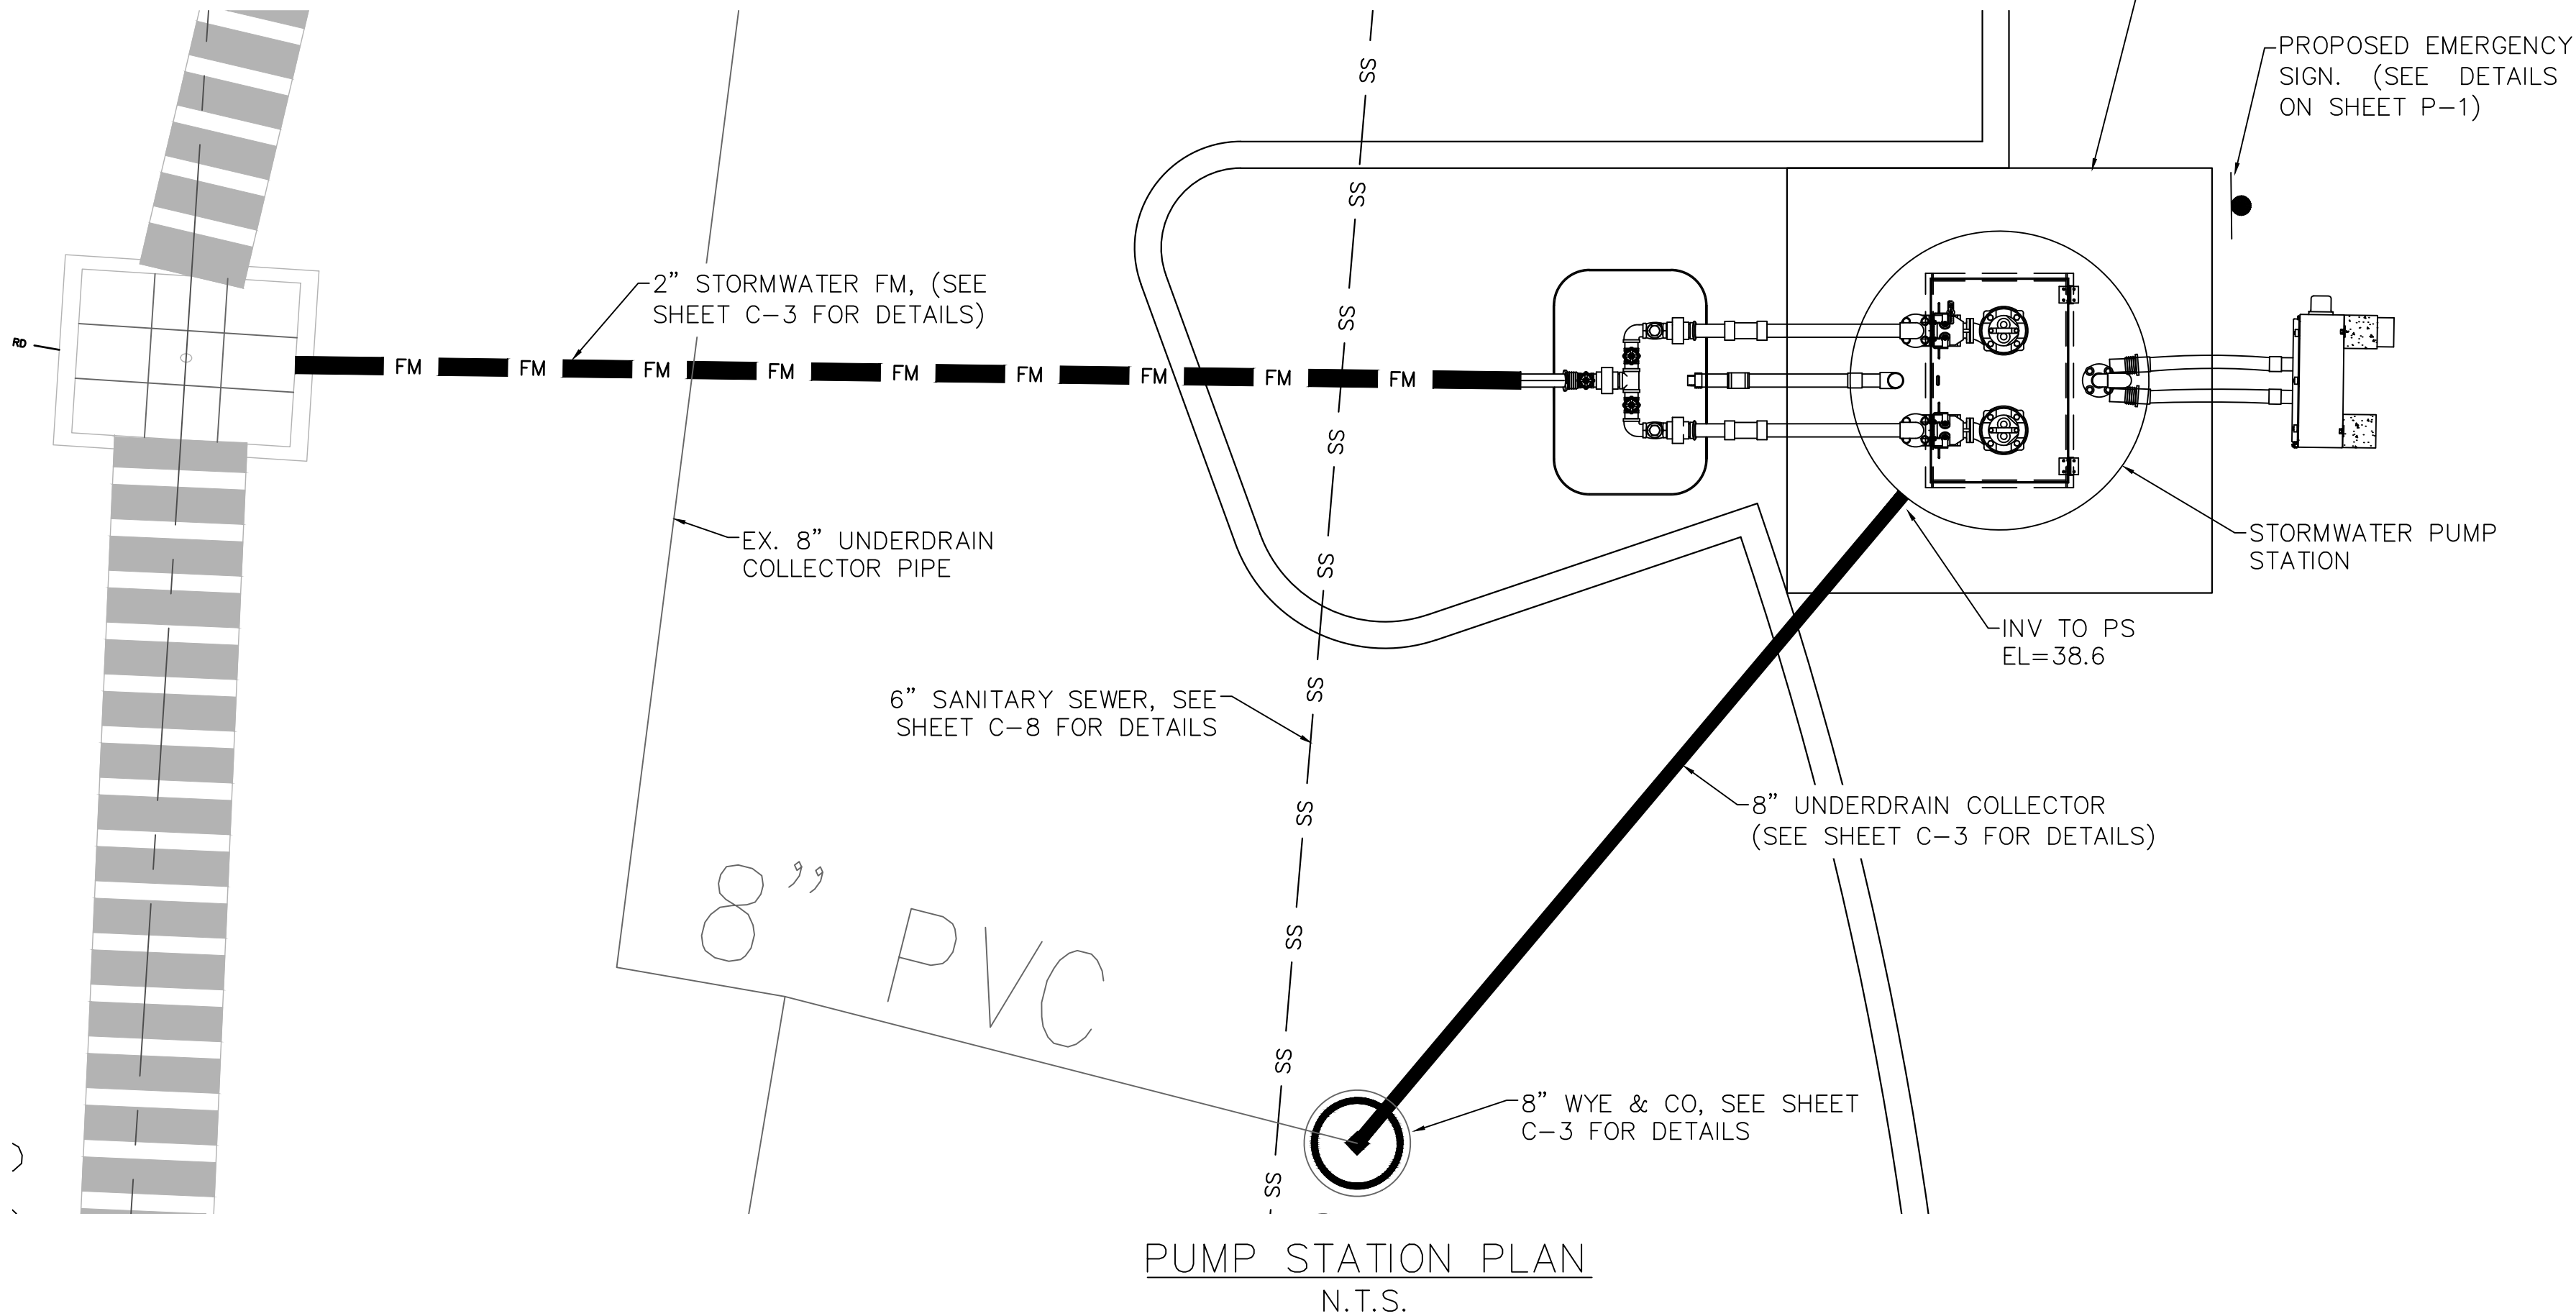 PROPOSED EMERGENCY
SIGN. (SEE DETAILS
ON SHEET P-1)
2" STORMWATER FM, (SEE
SHEET C-3 FOR DETAILS)
RD
FM FM FM FM FM FM FM FM FM
SS
SS
SS
SS
SS
SS
SS
SS
SS
SS
EX. 8" UNDERDRAIN
COLLECTOR PIPE
STORMWATER PUMP
STATION
INV TO PS
EL=38.6
6" SANITARY SEWER, SEE
SHEET C-8 FOR DETAILS
8" UNDERDRAIN COLLECTOR
(SEE SHEET C-3 FOR DETAILS)
8" PVC
8" WYE & CO, SEE SHEET
C-3 FOR DETAILS
PUMP STATION PLAN
N.T.S.